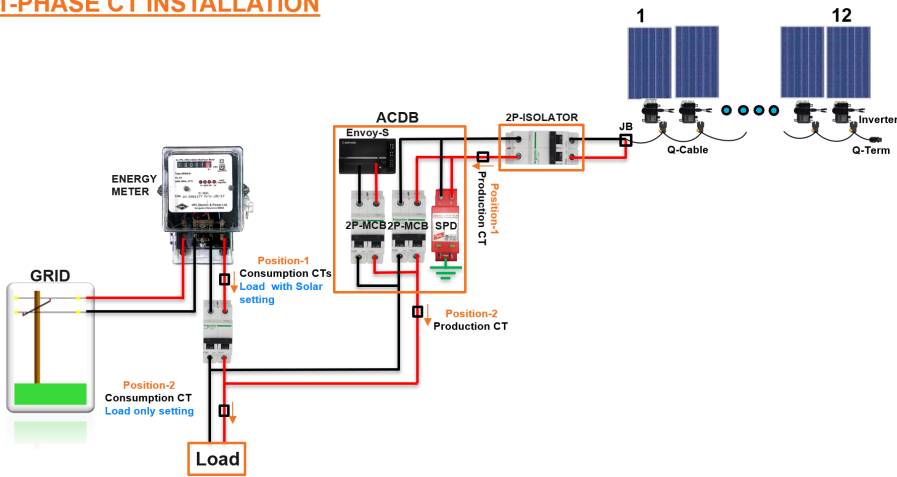 1-PHASE CT INSTALLATION
1
12
Inverter
Q-Term
JB
Q-Cable
2P-ISOLATOR
ACDB
Envoy-S
2P-MCB
2P-MCB
SPD
Position-1
Production CT
ENERGY
METER
Position-1
Consumption CTs
Load with Solar
setting
GRID
Position-2
Production CT
Position-2
Consumption CT
Load only setting
Load